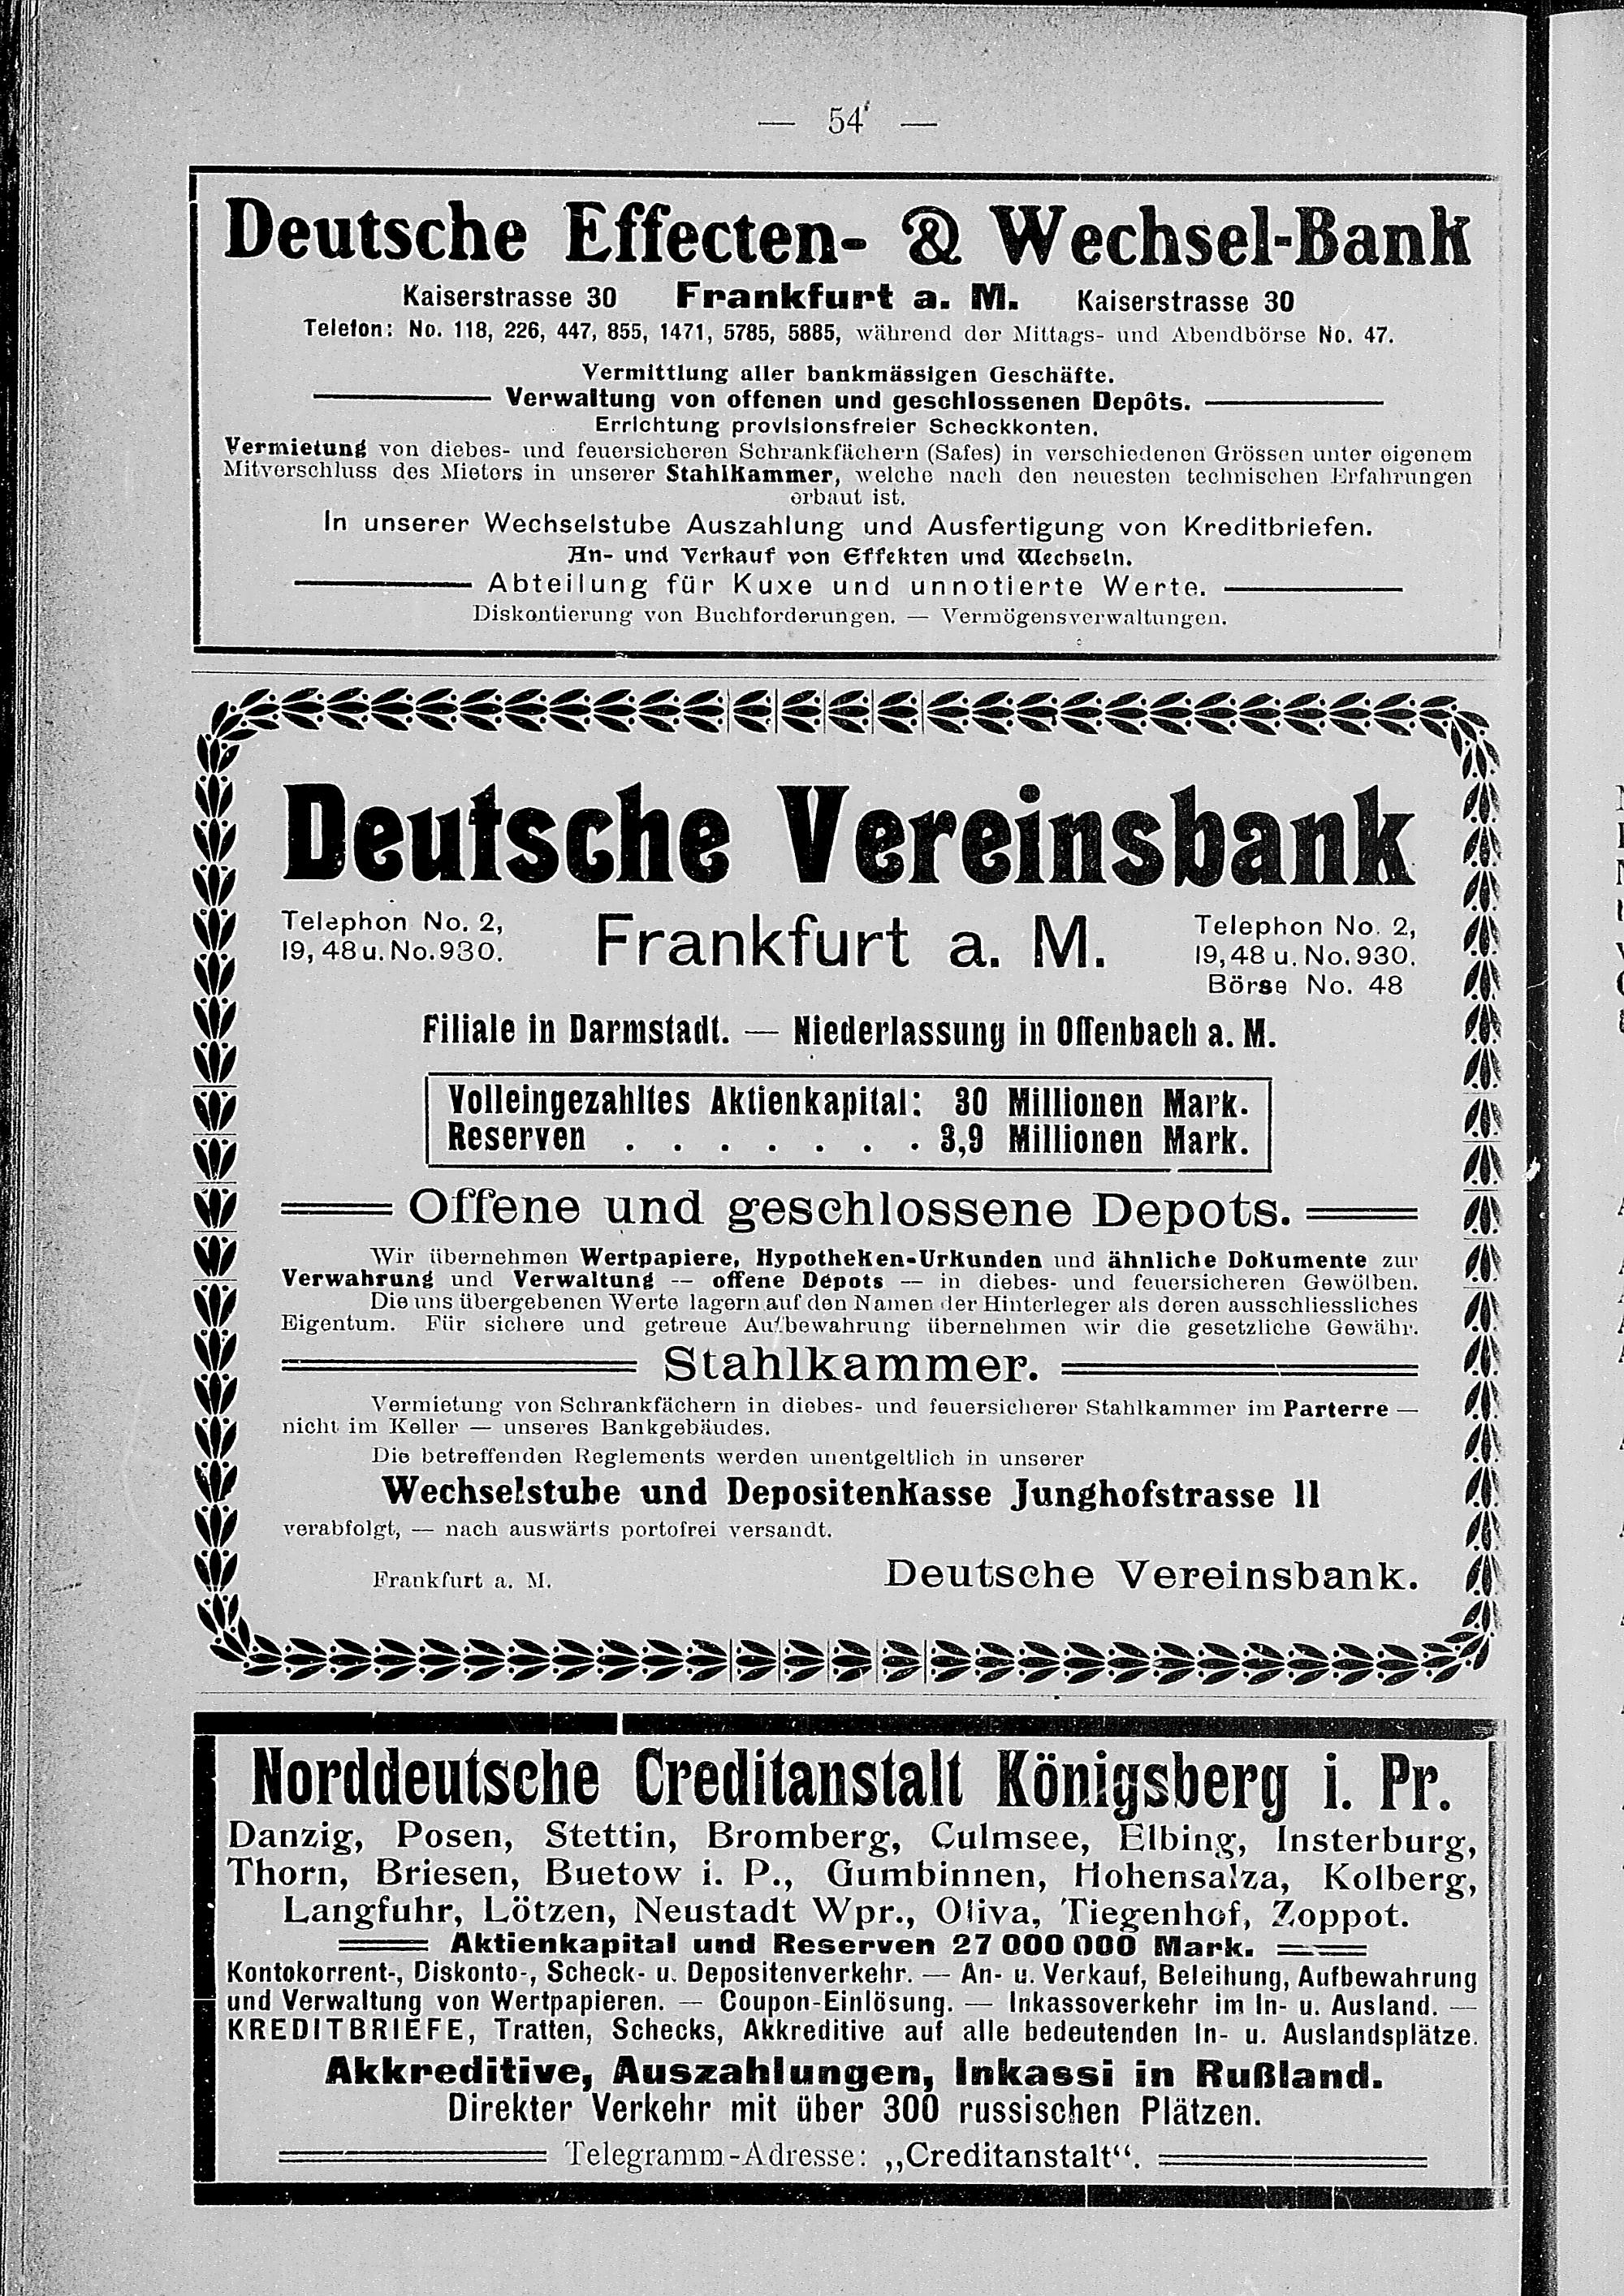 — 54 —
Deutsche Effecten- & Wechsel-Bank
Kaiserstrasse 30 Frankfurt a. M. Kaiserstrasse 30
Telefon: No. 118, 226, 447, 855, 1471, 5785, 5885, während der Mittags- und Abendbörse No. 47.
Vermittlung aller bankmässigen Geschäfte.
Verwaltung von offenen und geschlossenen Depôts.
Errichtung provisionsfreier Scheckkonten.
Vermietung von diebes- und feuersicheren Schrankfächern (Safes) in verschiedenen Grössen unter eigenem
Mitverschluss des Mieters in unserer Stahlkammer, welche nach den neuesten technischen Erfahrungen
erbaut ist.
In unserer Wechselstube Auszahlung und Ausfertigung von Kreditbriefen.
An- und Verkauf von Effekten und Wechseln.
Abteilung für Kuxe und unnotierte Werte.
Diskontierung von Buchforderungen. — Vermögensverwaltungen.
Deutsche Vereinsbank
Telephon No. 2,
19, 48 u. No. 930.
Frankfurt a. M.
Telephon No. 2,
19, 48 u. No. 930.
Börse No. 48
Filiale in Darmstadt. — Niederlassung in Offenbach a. M.
Volleingezahltes Aktienkapital: 30 Millionen Mark.
Reserven . . . . . . . 3,9 Millionen Mark.
Offene und geschlossene Depots.
Wir übernehmen Wertpapiere, Hypotheken-Urkunden und ähnliche Dokumente zur
Verwahrung und Verwaltung — offene Depots — in diebes- und feuersicheren Gewölben.
Die uns übergebenen Werte lagern auf den Namen der Hinterleger als deren ausschliessliches
Eigentum. Für sichere und getreue Aufbewahrung übernehmen wir die gesetzliche Gewähr.
Stahlkammer.
Vermietung von Schrankfächern in diebes- und feuersicherer Stahlkammer im Parterre —
nicht im Keller — unseres Bankgebäudes.
Die betreffenden Reglements werden unentgeltlich in unserer
Wechselstube und Depositenkasse Junghofstrasse 11
verabfolgt, — nach auswärts portofrei versandt.
Frankfurt a. M. Deutsche Vereinsbank.
Norddeutsche Creditanstalt Königsberg i. Pr.
Danzig, Posen, Stettin, Bromberg, Culmsee, Elbing, Insterburg,
Thorn, Briesen, Buetow i. P., Gumbinnen, Hohensalza, Kolberg,
Langfuhr, Lötzen, Neustadt Wpr., Oliva, Tiegenhof, Zoppot.
Aktienkapital und Reserven 27 000 000 Mark.
Kontokorrent-, Diskonto-, Scheck- u. Depositenverkehr. — An- u. Verkauf, Beleihung, Aufbewahrung
und Verwaltung von Wertpapieren. — Coupon-Einlösung. — Inkassoverkehr im In- u. Ausland. —
KREDITBRIEFE, Tratten, Schecks, Akkreditive auf alle bedeutenden In- u. Auslandsplätze.
Akkreditive, Auszahlungen, Inkassi in Rußland.
Direkter Verkehr mit über 300 russischen Plätzen.
Telegramm-Adresse: „Creditanstalt“.